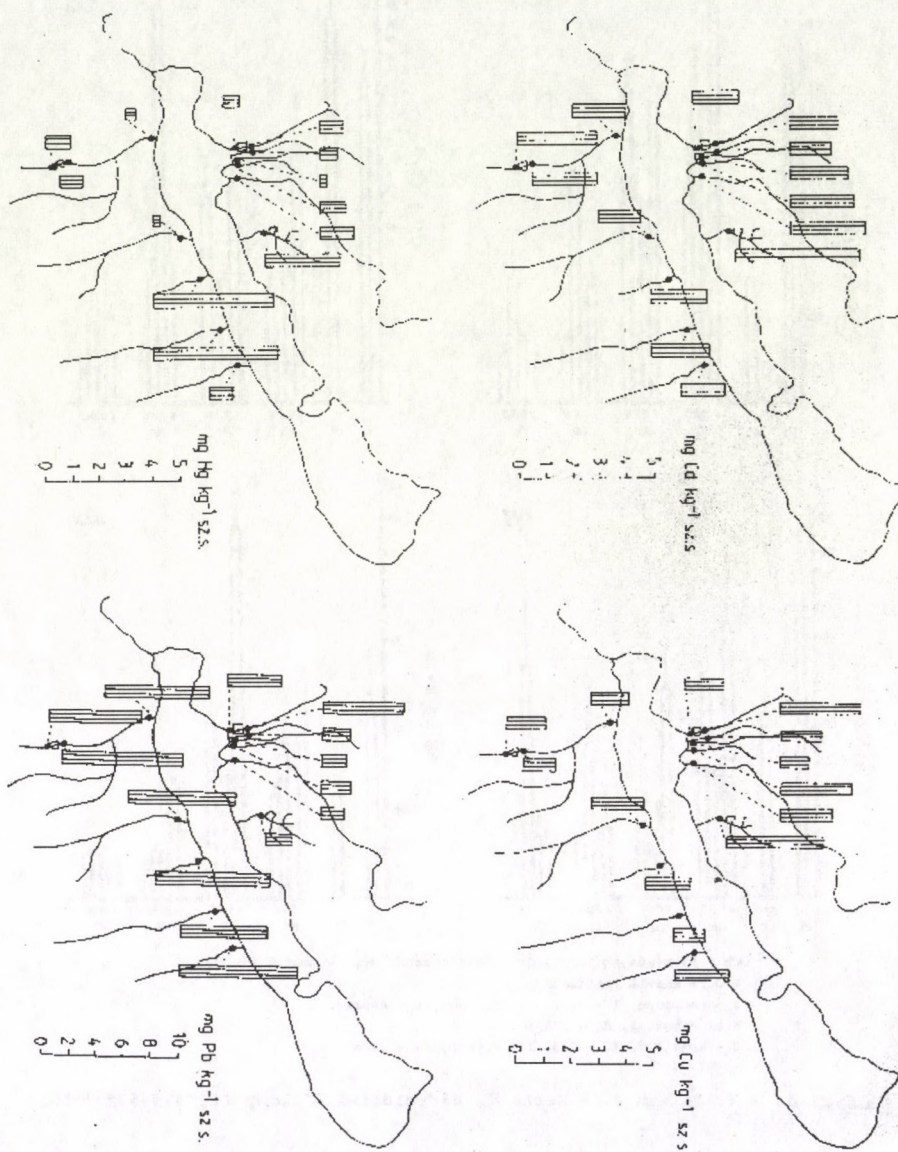 mg Hg kg⁻¹ sz.s.
0 1 2 3 4 5
mg Cd kg⁻¹ sz.s
0 1 2 3 4 5
mg Pb kg⁻¹ sz s.
0 2 4 6 8 10
mg Cu kg⁻¹ sz s
0 1 2 3 4 5